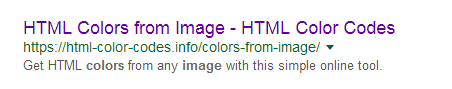 HTML Colors from Image - HTML Color Codes
https://html-color-codes.info/colors-from-image/
Get HTML colors from any image with this simple online tool.